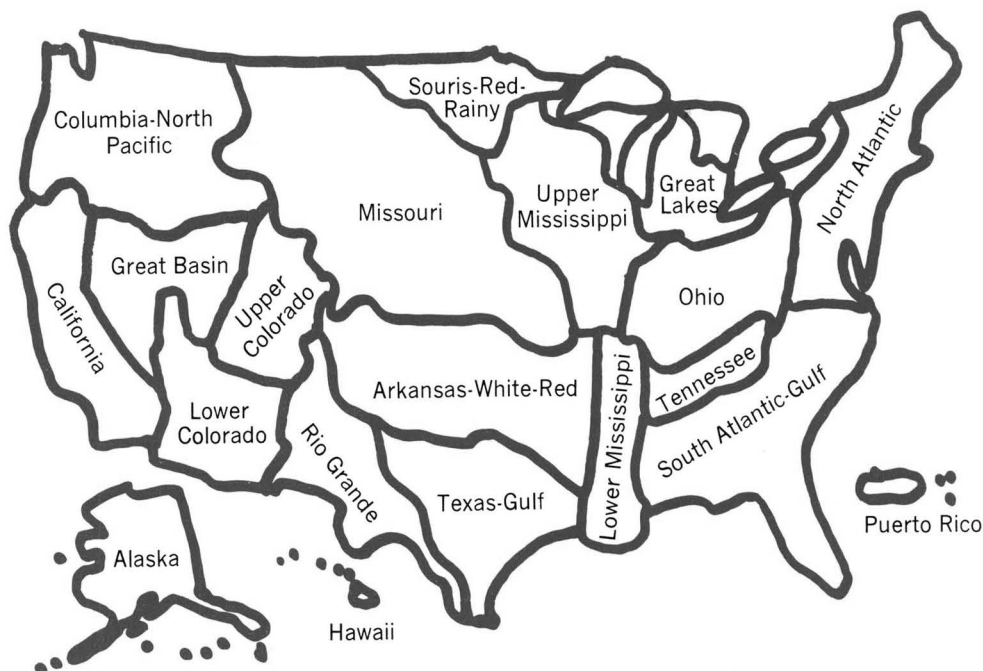 Columbia-North
Pacific
Souris-Red-
Rainy
Missouri
Upper
Mississippi
Great
Lakes
North Atlantic
California
Great Basin
Upper
Colorado
Ohio
Lower
Colorado
Arkansas-White-Red
Tennessee
Lower Mississippi
South Atlantic-Gulf
Rio Grande
Texas-Gulf
Alaska
Hawaii
Puerto Rico